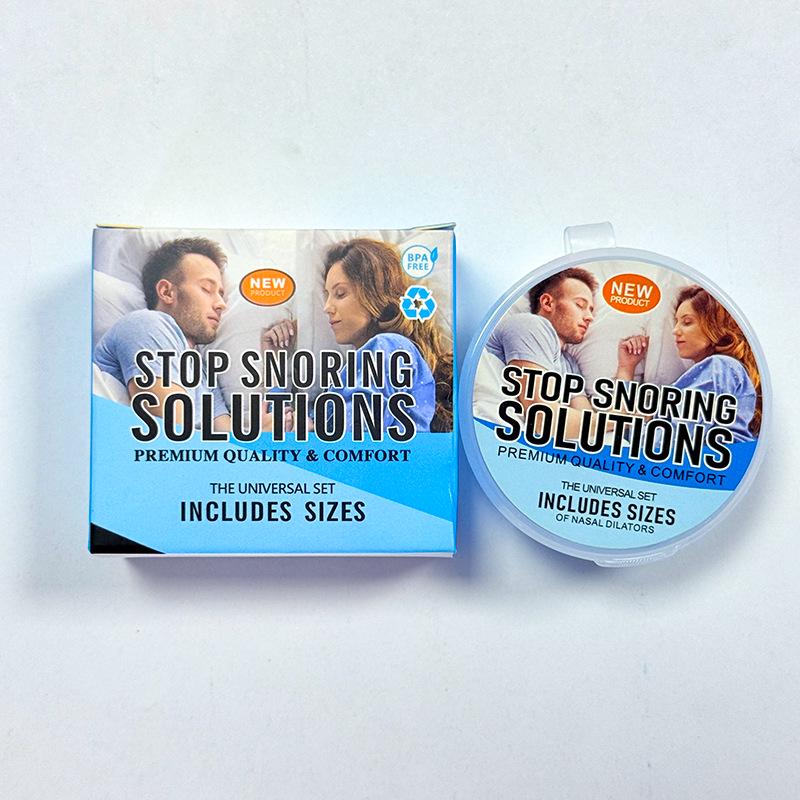 BPA
FREE
NEW
PRODUCT
STOP SNORING
SOLUTIONS
PREMIUM QUALITY & COMFORT
THE UNIVERSAL SET
INCLUDES SIZES
NEW
PRODUCT
STOP SNORING
SOLUTIONS
PREMIUM QUALITY & COMFORT
THE UNIVERSAL SET
INCLUDES SIZES
OF NASAL DILATORS